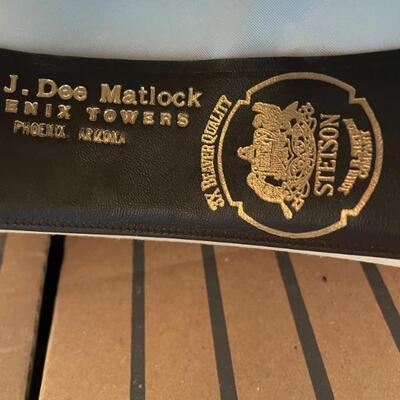 J. Dee Matlock
ENIX TOWERS
PHOENIX, ARIZONA
3X BEAVER QUALITY
STETSON
John B. Stetson
COMPANY